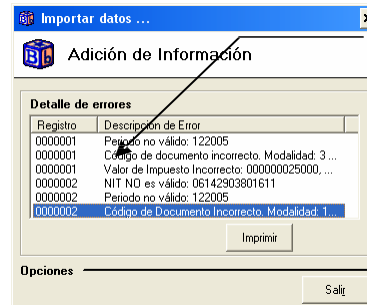 Importar datos ...
Adición de Información
Detalle de errores
Registro Descripción de Error
0000001 Periodo no válido: 122005
0000001 Código de documento incorrecto. Modalidad: 3 ...
0000001 Valor de Impuesto Incorrecto: 000000025000, ...
0000002 NIT NO es válido: 06142903801611
0000002 Periodo no válido: 122005
0000002 Código de Documento Incorrecto. Modalidad: 1...
Imprimir
Opciones
Salir